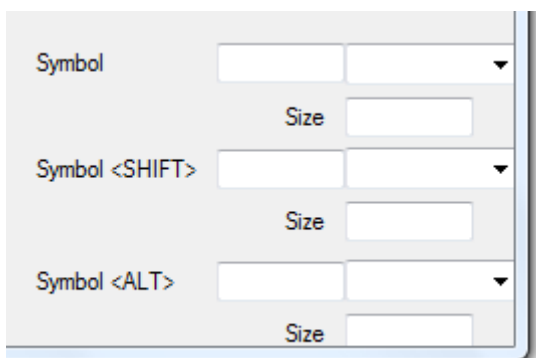 Symbol
Size
Symbol <SHIFT>
Size
Symbol <ALT>
Size